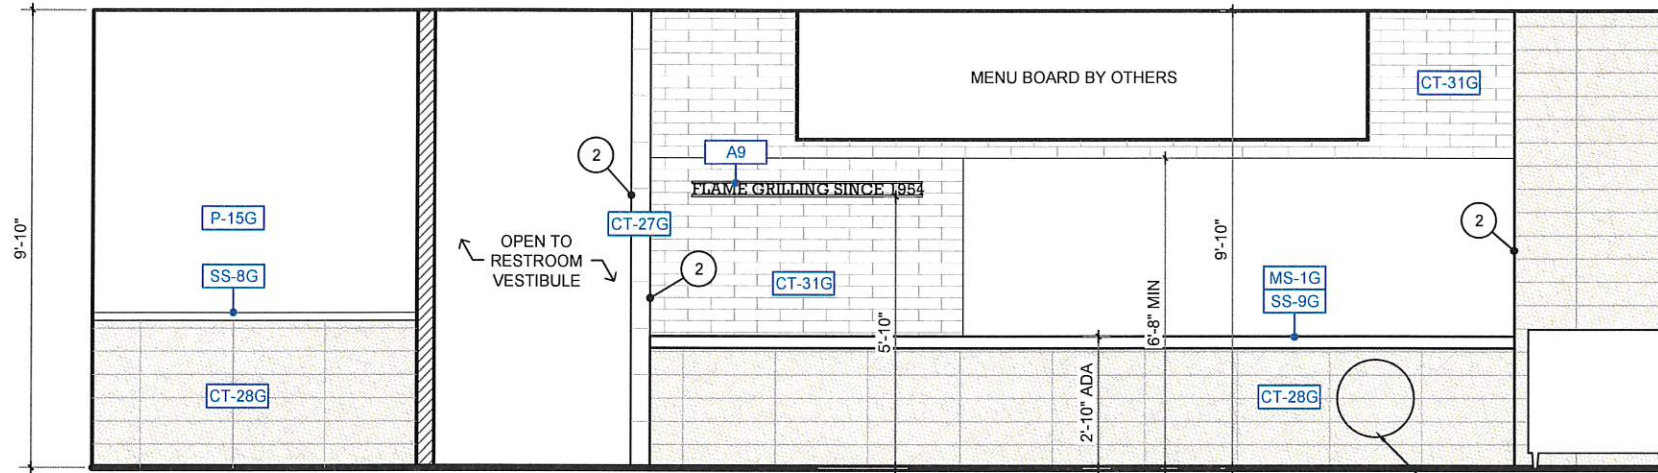 MENU BOARD BY OTHERS
CT-31G
A9
2
FLAME GRILLING SINCE 1954
P-15G
CT-27G
2
9'-10"
9'-10"
OPEN TO
RESTROOM
VESTIBULE
SS-8G
2
CT-31G
MS-1G
SS-9G
6'-8" MIN
5'-10"
2'-10" ADA
CT-28G
CT-28G